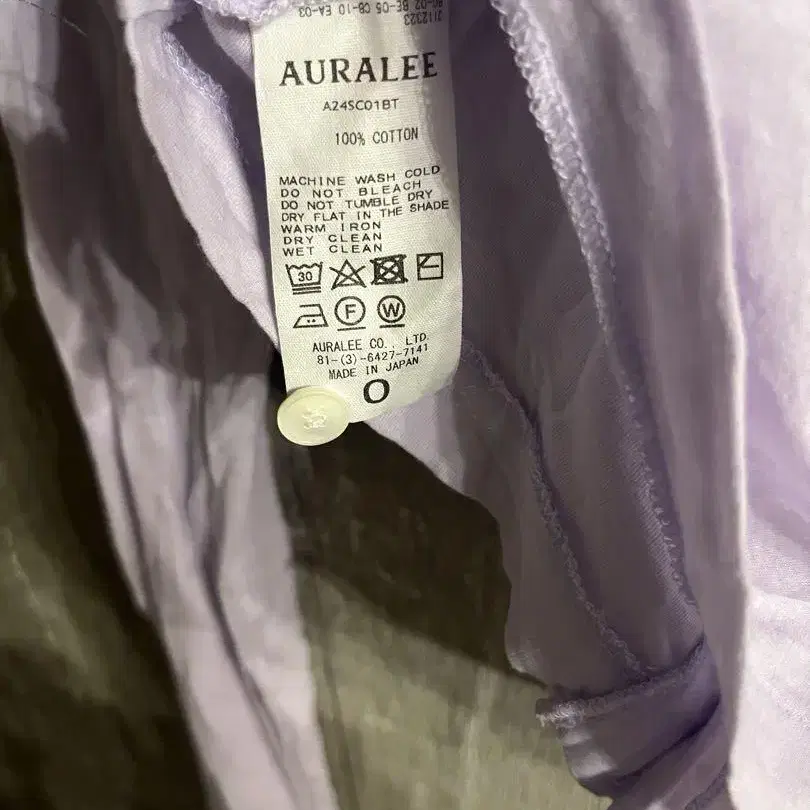 AURALEE
A24SC01BT
100% COTTON
MACHINE WASH COLD
DO NOT BLEACH
DO NOT TUMBLE DRY
DRY FLAT IN THE SHADE
WARM IRON
DRY CLEAN
WET CLEAN
30
F W
AURALEE CO., LTD.
81-(3)-6427-7141
MADE IN JAPAN
O